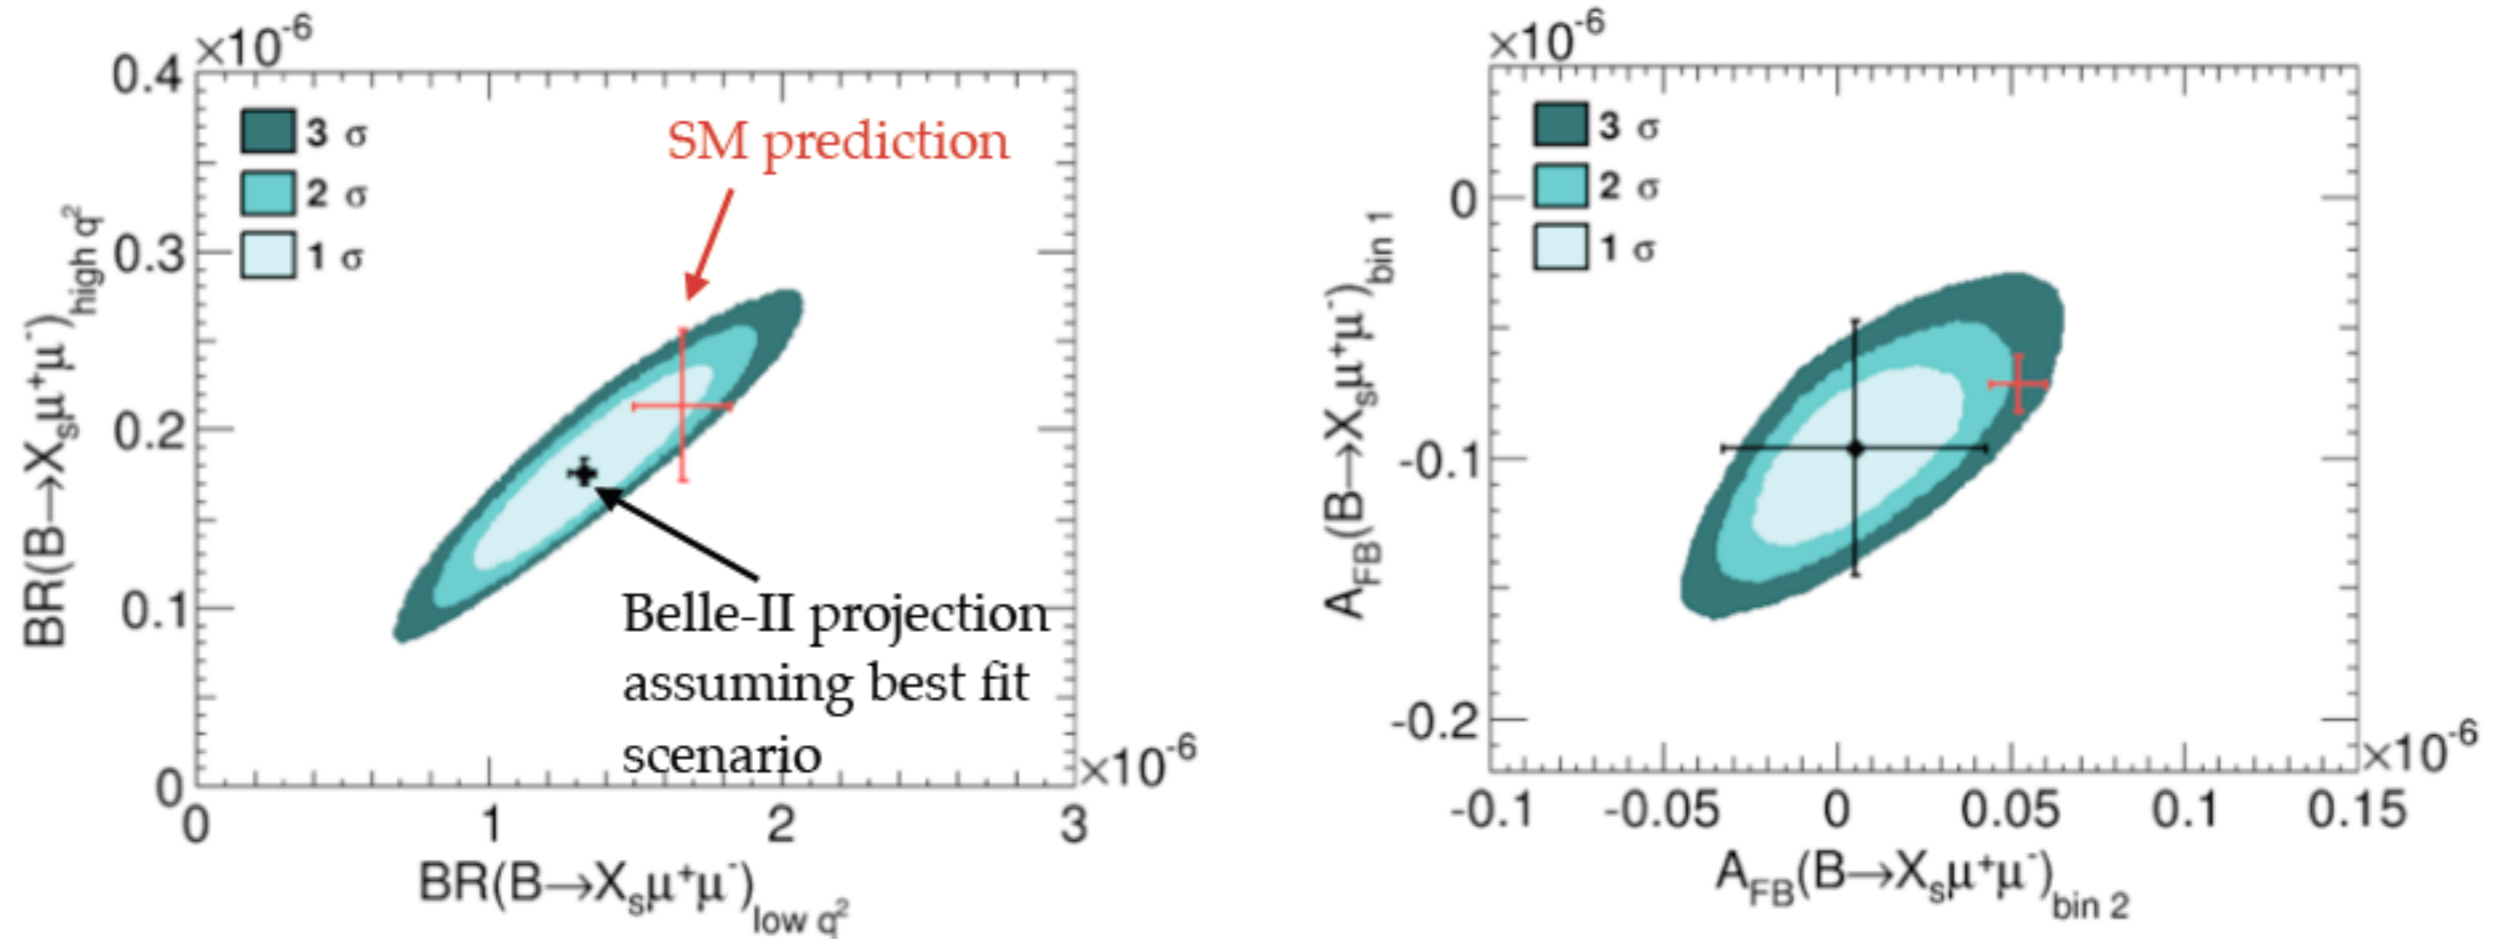 ×10⁻⁶
0.4
0.3
0.2
0.1
0
3 σ
2 σ
1 σ
SM prediction
Belle-II projection
assuming best fit
scenario
BR(B→Xₛμ⁺μ⁻)high q²
0 1 2 3
×10⁻⁶
BR(B→Xₛμ⁺μ⁻)low q²
×10⁻⁶
0
-0.1
-0.2
3 σ
2 σ
1 σ
A_FB(B→Xₛμ⁺μ⁻)bin 1
-0.1 -0.05 0 0.05 0.1 0.15
×10⁻⁶
A_FB(B→Xₛμ⁺μ⁻)bin 2